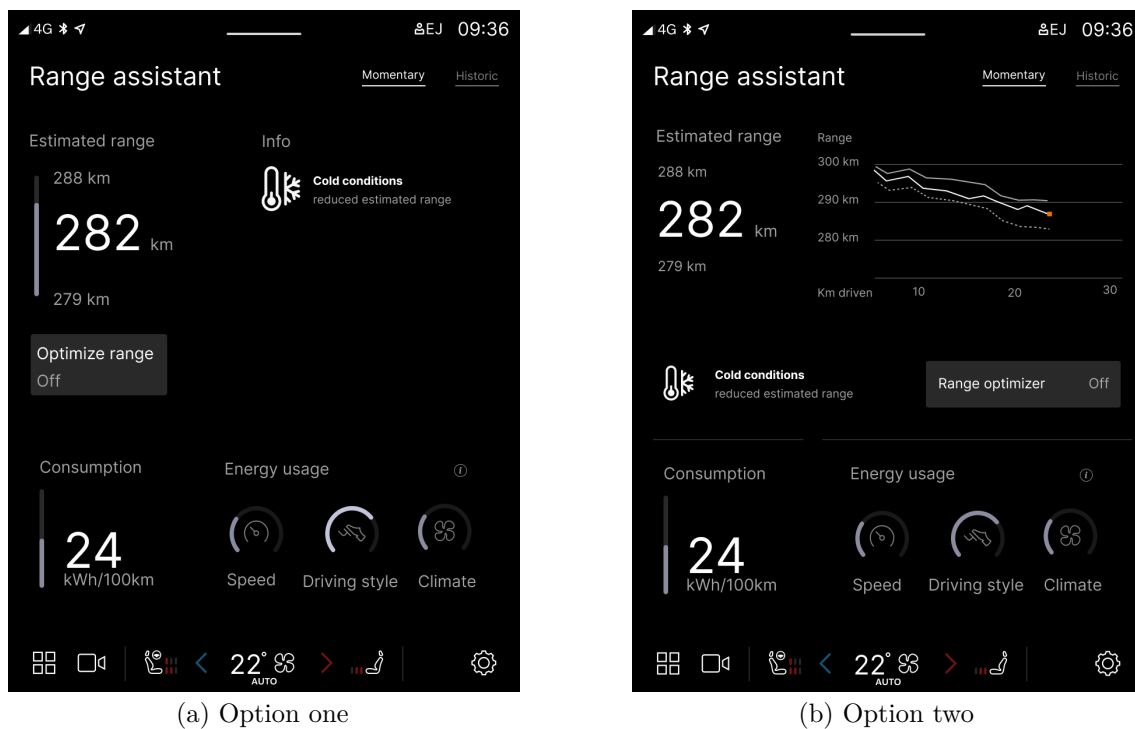 4G EJ 09:36
Range assistant Momentary Historic
Estimated range Info
288 km
Cold conditions
reduced estimated range
282 km
279 km
Optimize range
Off
Consumption Energy usage i
24
kWh/100km
Speed Driving style Climate
22°
AUTO
(a) Option one
4G EJ 09:36
Range assistant Momentary Historic
Estimated range Range
288 km
300 km
282 km
290 km
280 km
279 km
Km driven 10 20 30
Cold conditions
reduced estimated range
Range optimizer Off
Consumption Energy usage i
24
kWh/100km
Speed Driving style Climate
22°
AUTO
(b) Option two